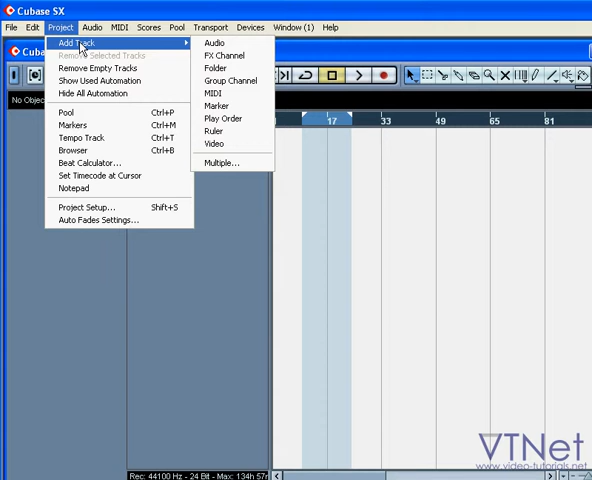 Cubase SX
File Edit Project Audio MIDI Scores Pool Transport Devices Window (1) Help
Add Track
Remove Selected Tracks
Remove Empty Tracks
Show Used Automation
Hide All Automation
Pool Ctrl+P
Markers Ctrl+M
Tempo Track Ctrl+T
Browser Ctrl+B
Beat Calculator...
Set Timecode at Cursor
Notepad
Project Setup... Shift+S
Auto Fades Settings...
Audio
FX Channel
Folder
Group Channel
MIDI
Marker
Play Order
Ruler
Video
Multiple...
Cu
No Objec
17 33 49 65 81
VTNet
www.video-tutorials.net
Rec: 44100 Hz - 24 Bit - Max: 134h 57m